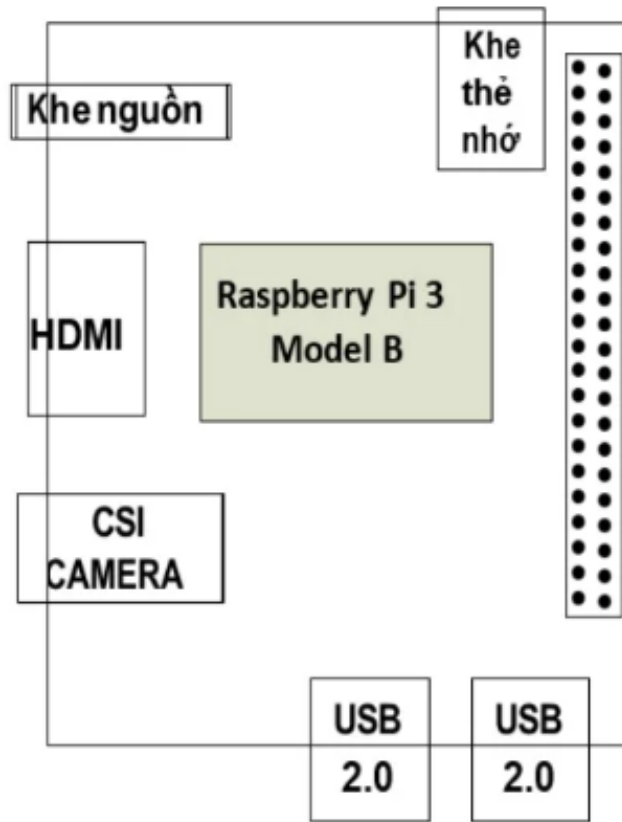 Khe
thẻ
nhớ
Khe nguồn
Raspberry Pi 3
Model B
HDMI
CSI
CAMERA
USB
2.0
USB
2.0